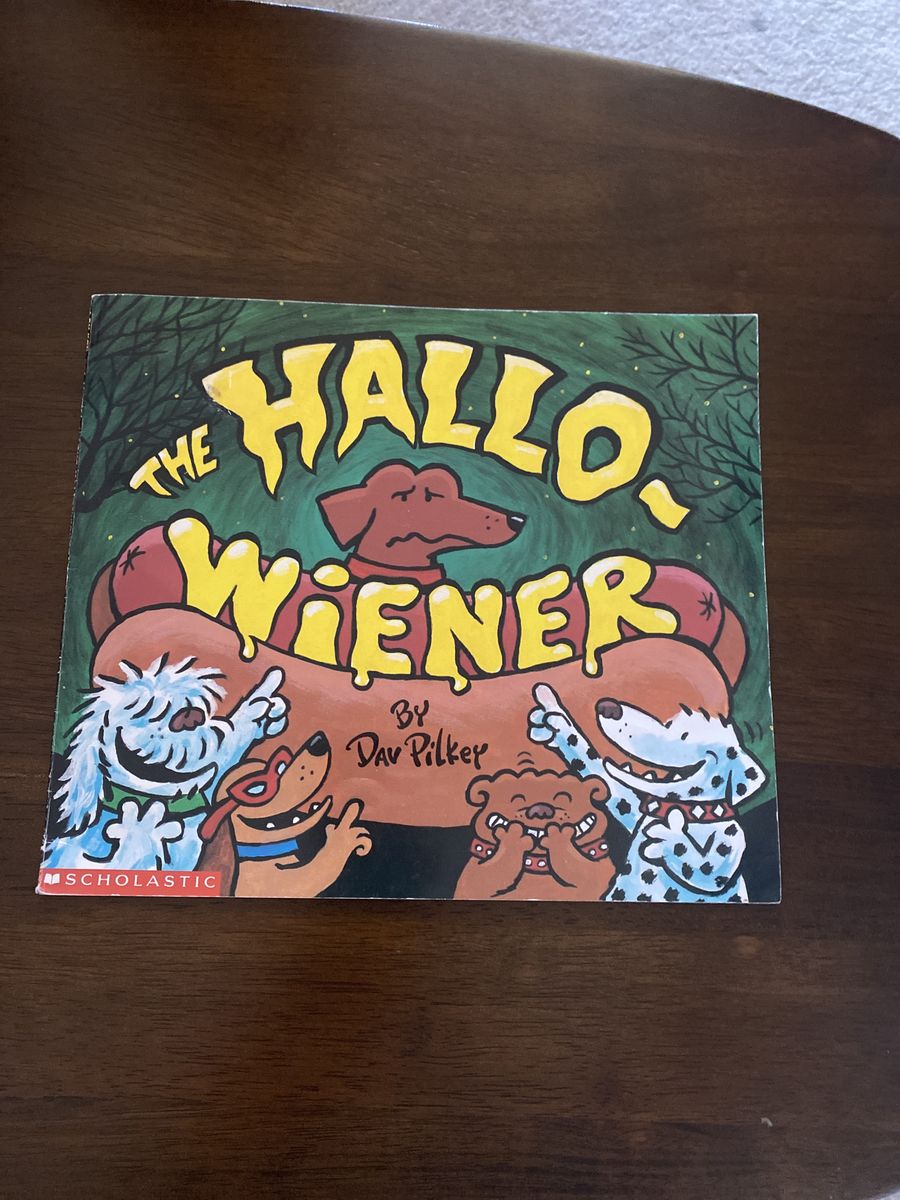 THE HALLO-
WiENER
BY
DAV PiLKEY
SCHOLASTIC